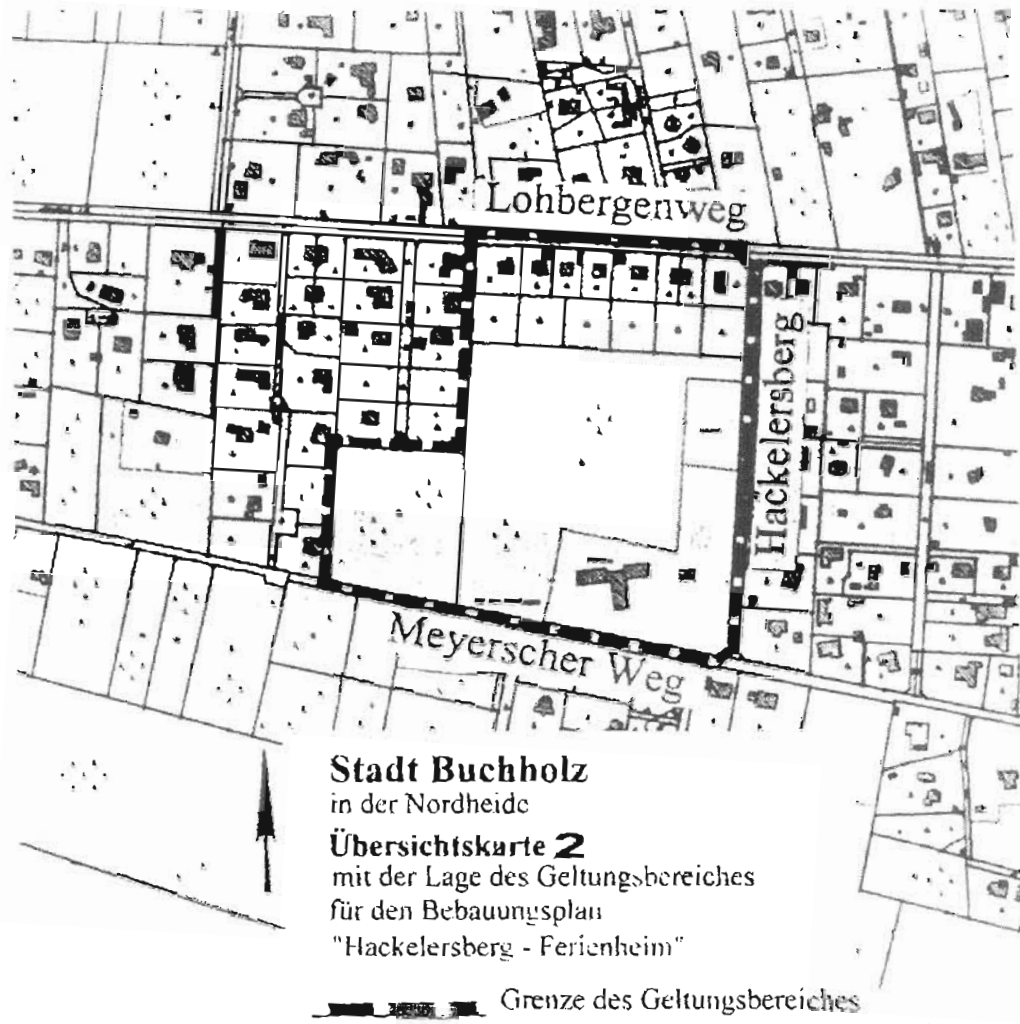 Lohbergenweg
Häckelersberg
Meyerscher Weg
Stadt Buchholz
in der Nordheide
Übersichtskarte 2
mit der Lage des Geltungsbereiches
für den Bebauungsplan
"Hackelersberg - Ferienheim"
Grenze des Geltungsbereiches